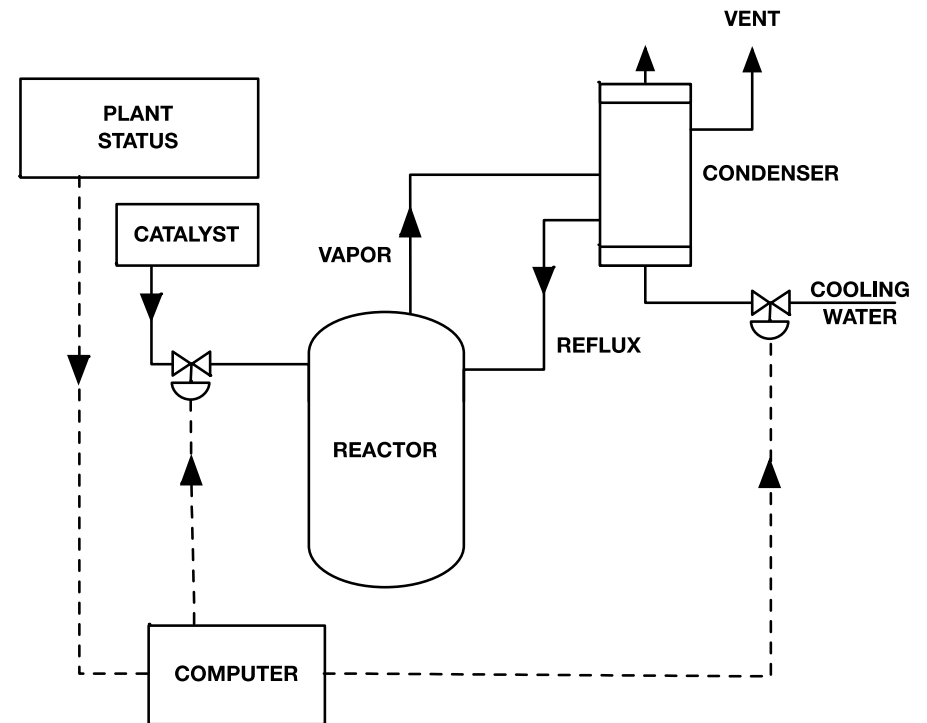 VENT
PLANT
STATUS
CONDENSER
CATALYST
VAPOR
COOLING
WATER
REFLUX
REACTOR
COMPUTER